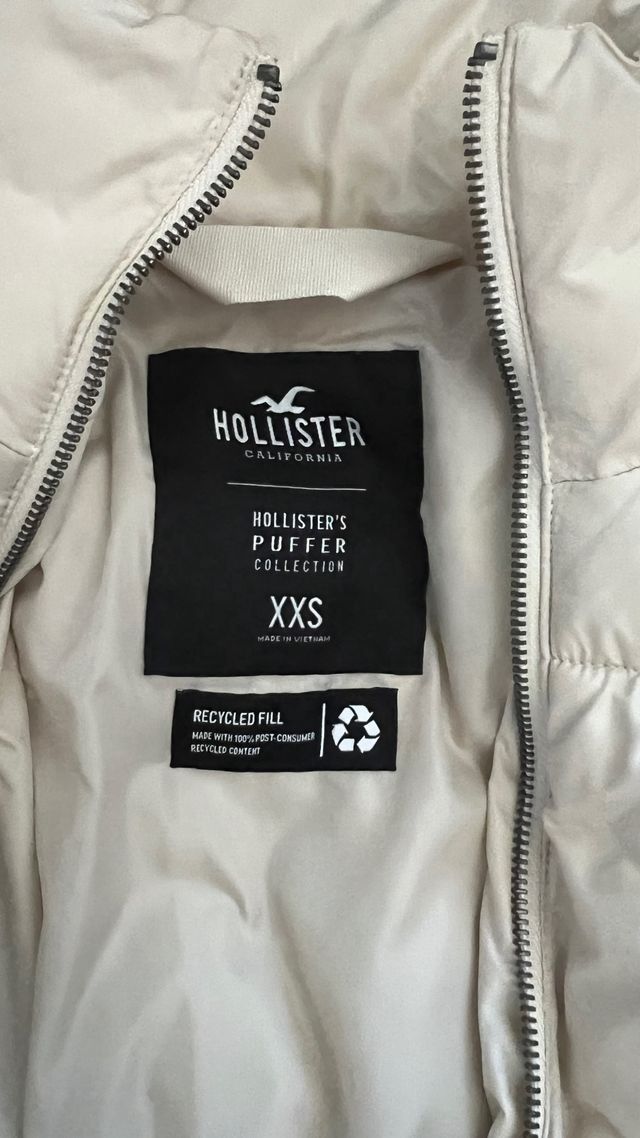 HOLLISTER
CALIFORNIA
HOLLISTER'S
PUFFER
COLLECTION
XXS
MADE IN VIETNAM
RECYCLED FILL
MADE WITH 100% POST-CONSUMER
RECYCLED CONTENT